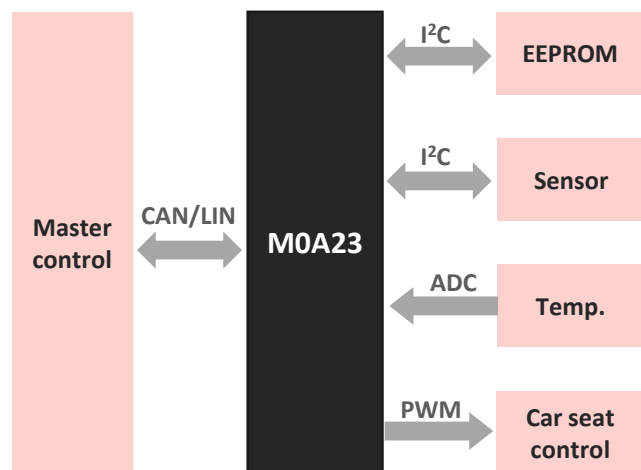 Master
control
CAN/LIN
M0A23
I²C
EEPROM
I²C
Sensor
ADC
Temp.
PWM
Car seat
control